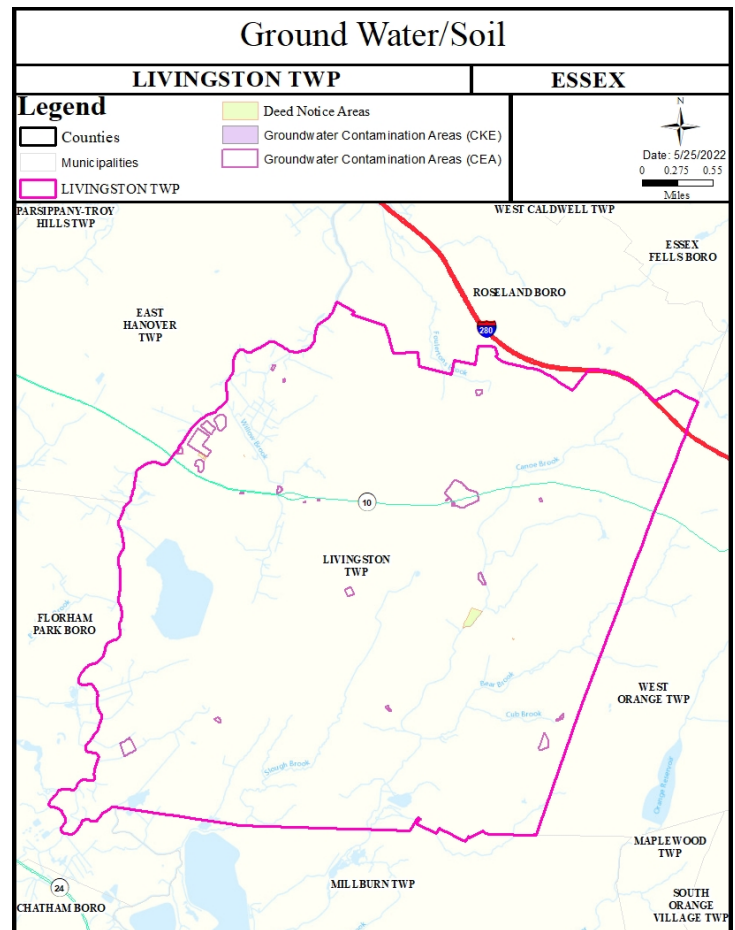 Ground Water/Soil
LIVINGSTON TWP
ESSEX
Legend
Counties
Municipalities
LIVINGSTON TWP
Deed Notice Areas
Groundwater Contamination Areas (CKE)
Groundwater Contamination Areas (CEA)
N
Date: 5/25/2022
0 0.275 0.55
Miles
PARSIPPANY-TROY
HILLS TWP
WEST CALDWELL TWP
ESSEX
FELLS BORO
EAST
HANOVER
TWP
ROSELAND BORO
280
Willow Brook
Canoe Brook
10
LIVINGSTON
TWP
FLORHAM
PARK BORO
Bear Brook
WEST
ORANGE TWP
Cub Brook
Slough Brook
Orange Reservoir
MAPLEWOOD
TWP
24
MILLBURN TWP
CHATHAM BORO
SOUTH
ORANGE
VILLAGE TWP